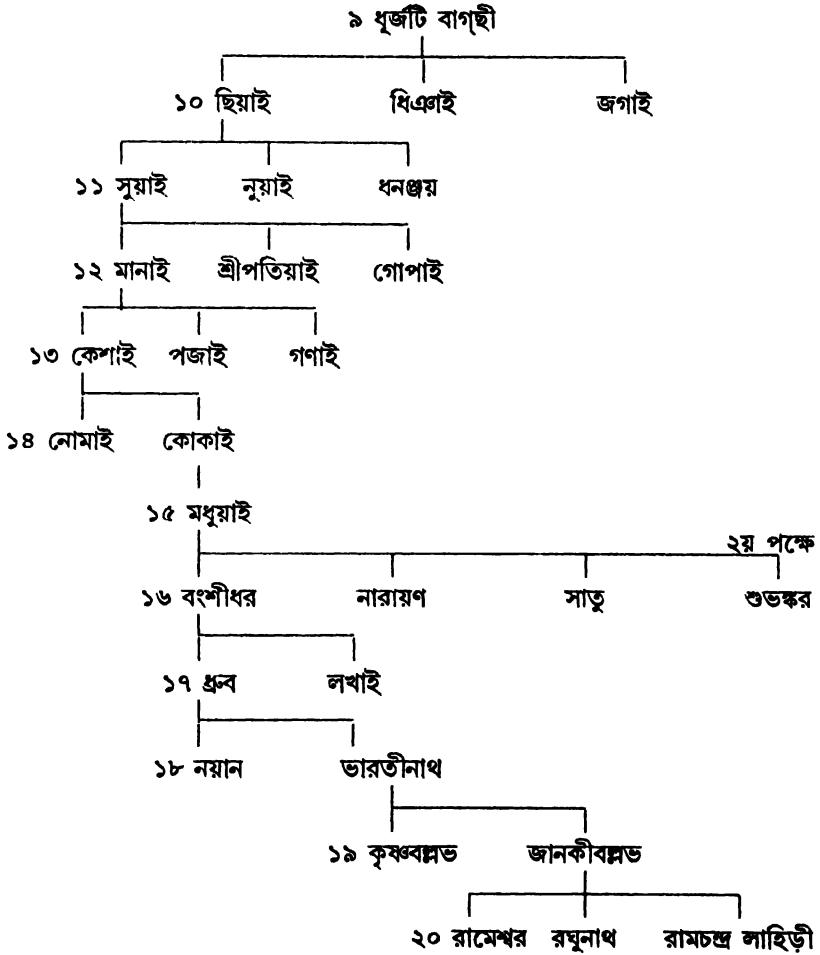 ৯ ধূর্জটি বাগ্‌ছী
১০ ছিয়াই ধিঞাই জগাই
১১ সুয়াই নুয়াই ধনঞ্জয়
১২ মানাই শ্রীপতিয়াই গোপাই
১৩ কেশাই পজাই গণাই
১৪ নোমাই কোকাই
১৫ মধুয়াই
২য় পক্ষে
১৬ বংশীধর নারায়ণ সাতু শুভঙ্কর
১৭ ধ্রুব লখাই
১৮ নয়ান ভারতীনাথ
১৯ কৃষ্ণবল্লভ জানকীবল্লভ
২০ রামেশ্বর রঘুনাথ রামচন্দ্র লাহিড়ী